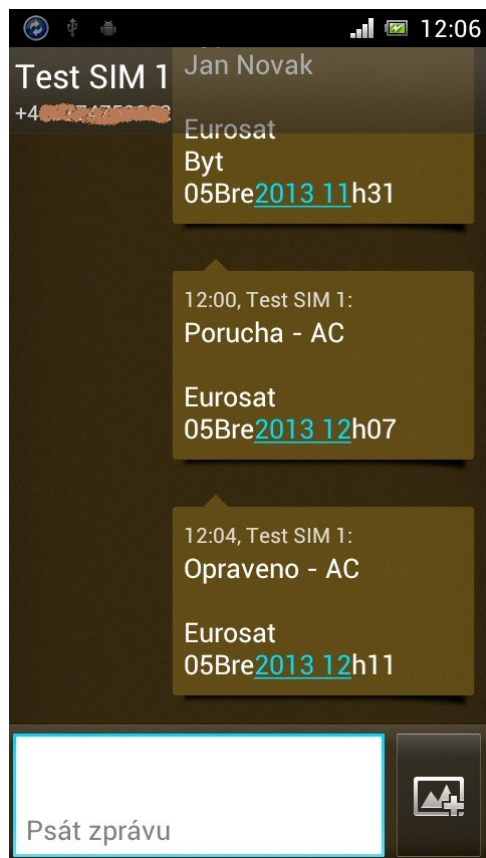 12:06
Test SIM 1
Jan Novak
Eurosat
Byt
05Bre2013 11h31
12:00, Test SIM 1:
Porucha - AC
Eurosat
05Bre2013 12h07
12:04, Test SIM 1:
Opraveno - AC
Eurosat
05Bre2013 12h11
Psát zprávu